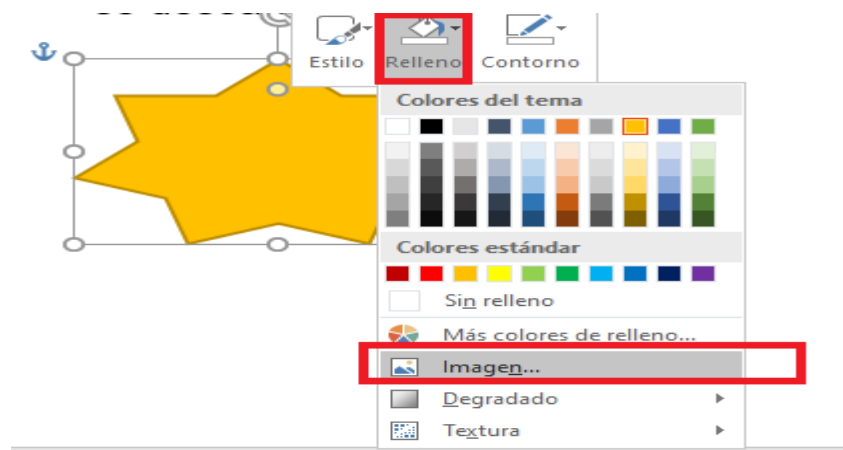 Estilo Relleno Contorno
Colores del tema
Colores estándar
Sin relleno
Más colores de relleno...
Imagen...
Degradado
Textura